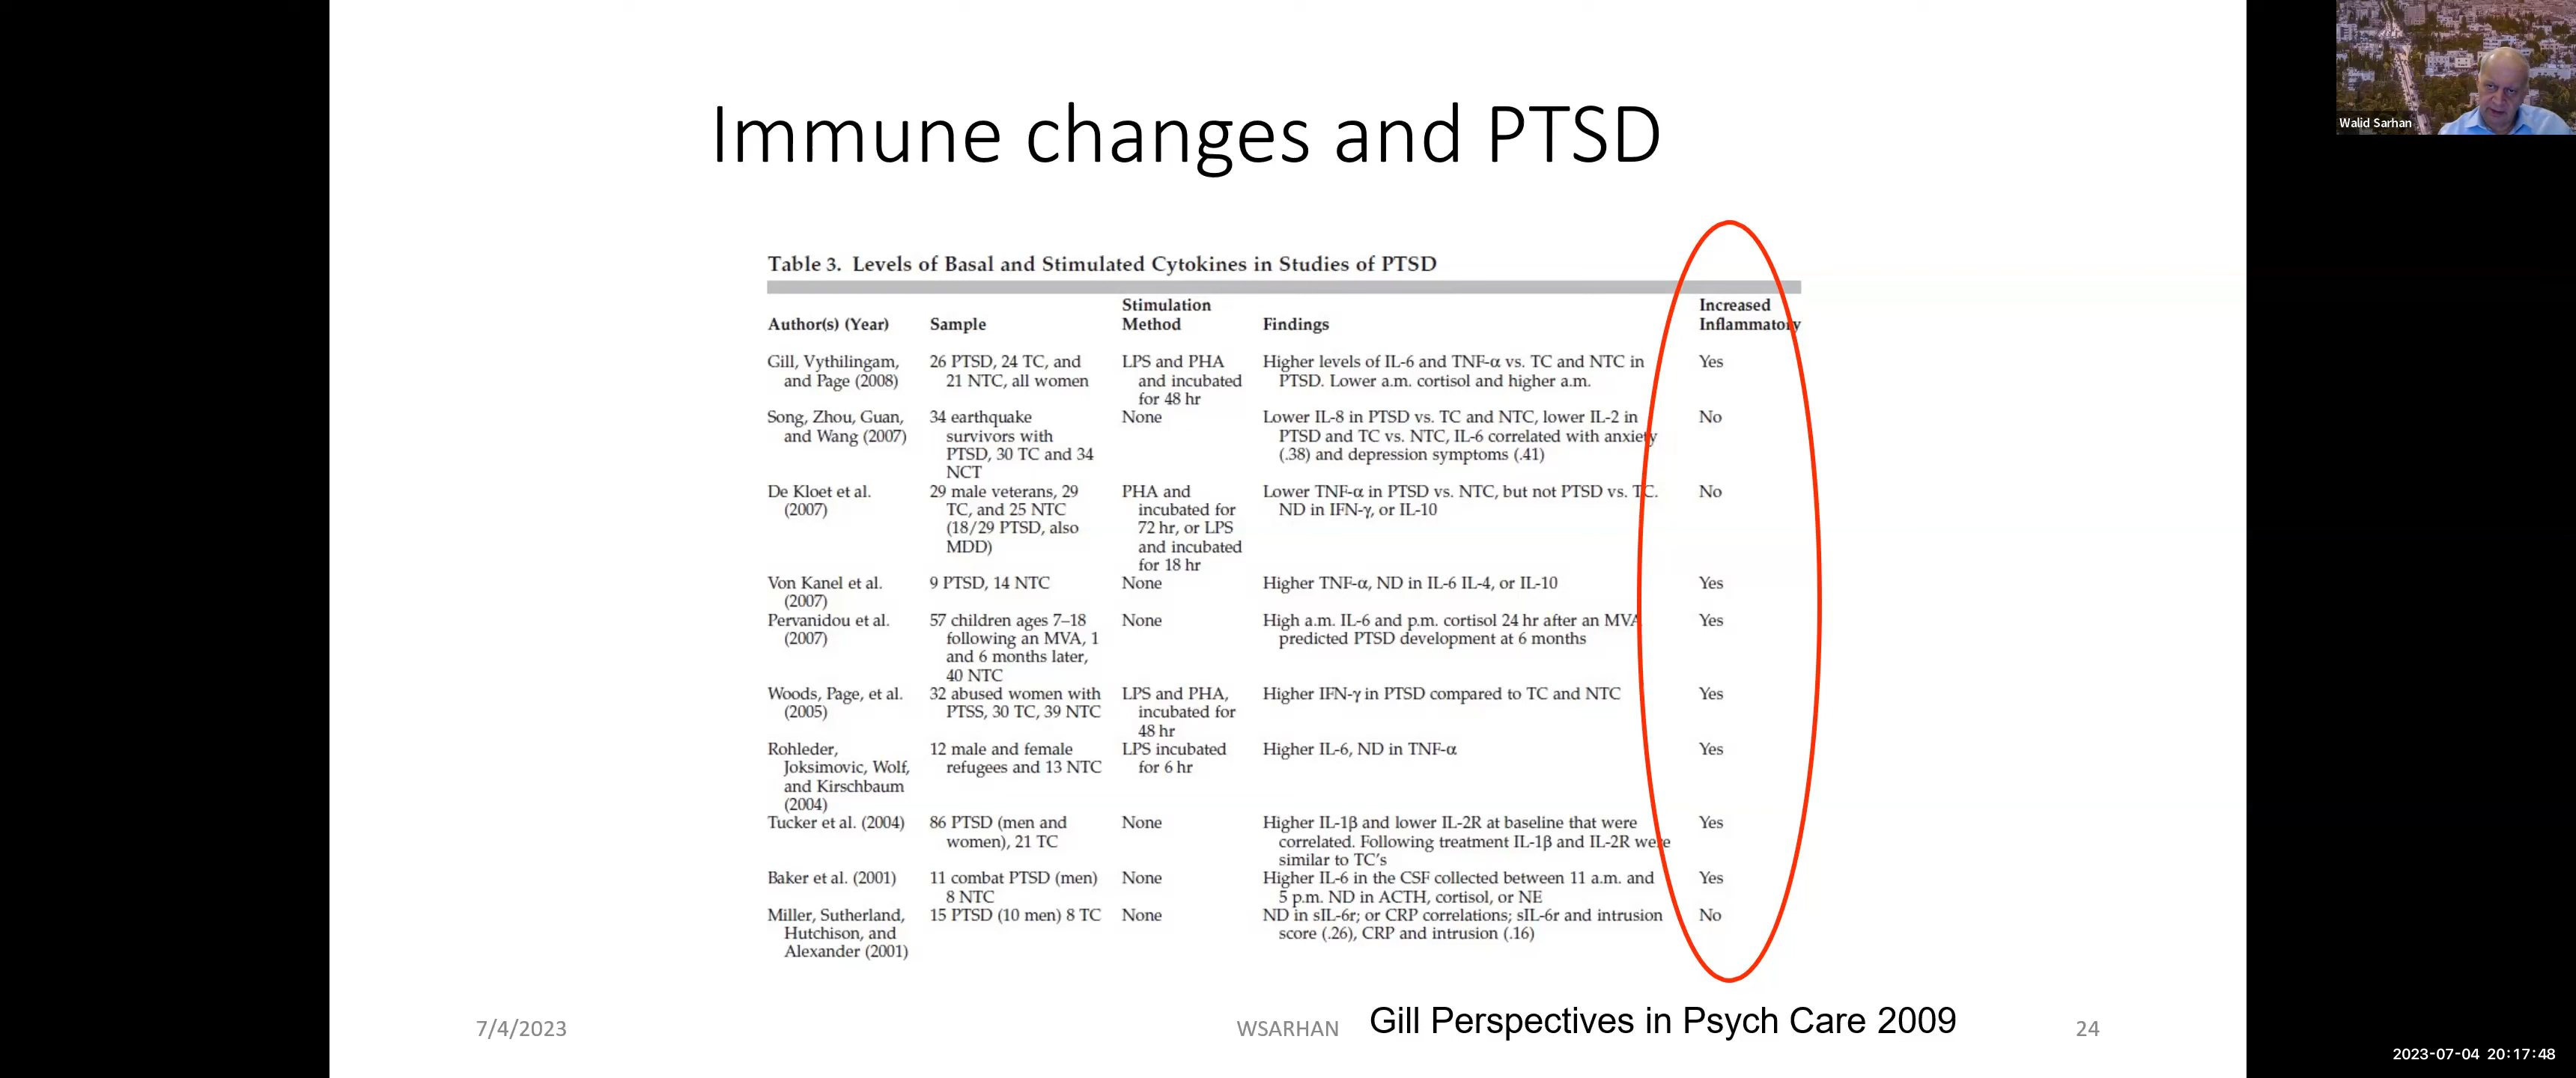 Immune changes and PTSD
Walid Sarhan
Table 3. Levels of Basal and Stimulated Cytokines in Studies of PTSD
Author(s) (Year) Sample Stimulation Method Findings Increased Inflammatory
Gill, Vythilingam, and Page (2008) 26 PTSD, 24 TC, and 21 NTC, all women LPS and PHA and incubated for 48 hr Higher levels of IL-6 and TNF-α vs. TC and NTC in PTSD. Lower a.m. cortisol and higher a.m. Yes
Song, Zhou, Guan, and Wang (2007) 34 earthquake survivors with PTSD, 30 TC and 34 NCT None Lower IL-8 in PTSD vs. TC and NTC, lower IL-2 in PTSD and TC vs. NTC, IL-6 correlated with anxiety (.38) and depression symptoms (.41) No
De Kloet et al. (2007) 29 male veterans, 29 TC, and 25 NTC (18/29 PTSD, also MDD) PHA and incubated for 72 hr, or LPS and incubated for 18 hr Lower TNF-α in PTSD vs. NTC, but not PTSD vs. TC. ND in IFN-γ, or IL-10 No
Von Kanel et al. (2007) 9 PTSD, 14 NTC None Higher TNF-α, ND in IL-6 IL-4, or IL-10 Yes
Pervanidou et al. (2007) 57 children ages 7–18 following an MVA, 1 and 6 months later, 40 NTC None High a.m. IL-6 and p.m. cortisol 24 hr after an MVA predicted PTSD development at 6 months Yes
Woods, Page, et al. (2005) 32 abused women with PTSS, 30 TC, 39 NTC LPS and PHA, incubated for 48 hr Higher IFN-γ in PTSD compared to TC and NTC Yes
Rohleder, Joksimovic, Wolf, and Kirschbaum (2004) 12 male and female refugees and 13 NTC LPS incubated for 6 hr Higher IL-6, ND in TNF-α Yes
Tucker et al. (2004) 86 PTSD (men and women), 21 TC None Higher IL-1β and lower IL-2R at baseline that were correlated. Following treatment IL-1β and IL-2R were similar to TC's Yes
Baker et al. (2001) 11 combat PTSD (men) 8 NTC None Higher IL-6 in the CSF collected between 11 a.m. and 5 p.m. ND in ACTH, cortisol, or NE Yes
Miller, Sutherland, Hutchison, and Alexander (2001) 15 PTSD (10 men) 8 TC None ND in sIL-6r; or CRP correlations; sIL-6r and intrusion score (.26), CRP and intrusion (.16) No
7/4/2023 WSARHAN Gill Perspectives in Psych Care 2009 24
2023-07-04 20:17:48